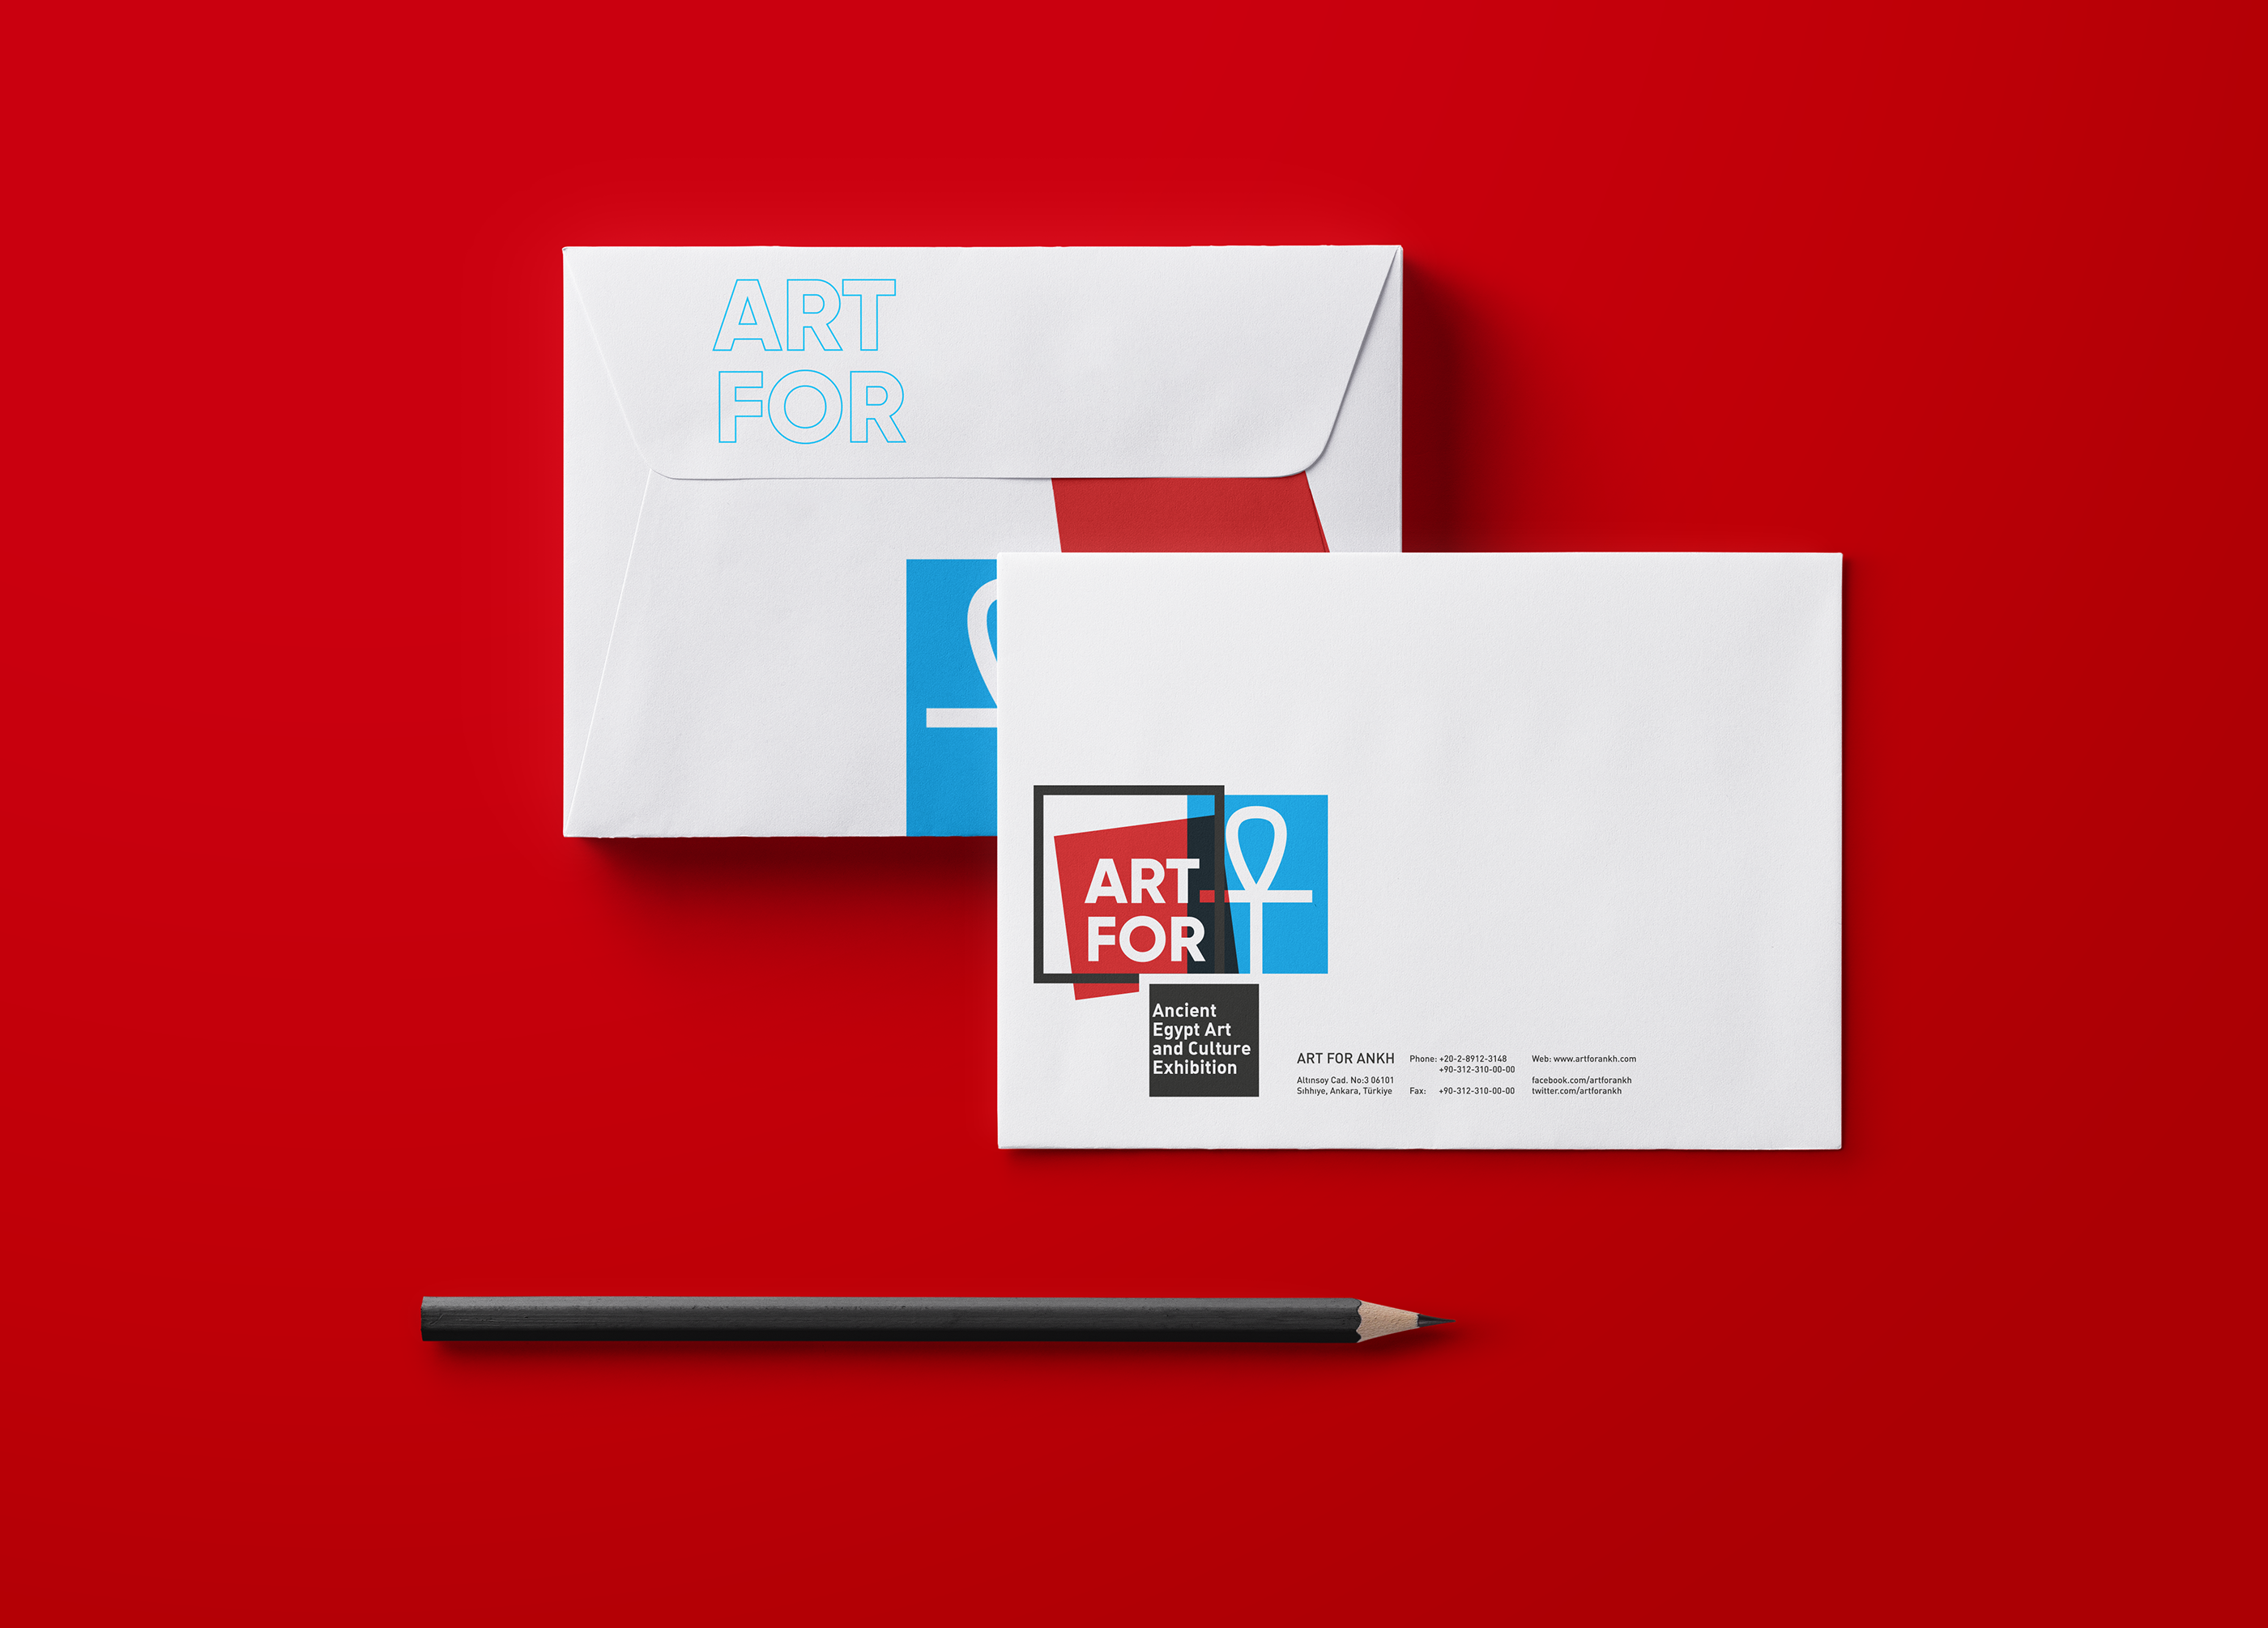 ART
FOR
ART
FOR
Ancient
Egypt Art
and Culture
Exhibition
ART FOR ANKH
Altınsoy Cad. No:3 06101
Sıhhıye, Ankara, Türkiye
Phone: +20-2-8912-3148
+90-312-310-00-00
Fax: +90-312-310-00-00
Web: www.artforankh.com
facebook.com/artforankh
twitter.com/artforankh